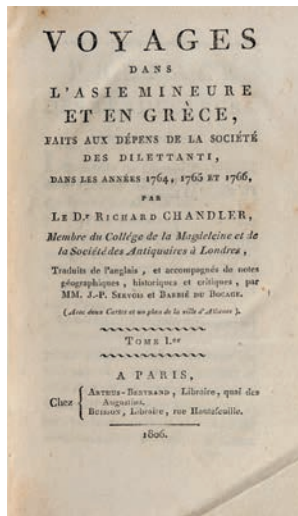 VOYAGES
DANS
L'ASIE MINEURE
ET EN GRÈCE,
FAITS AUX DÉPENS DE LA SOCIÉTÉ
DES DILETTANTI,
DANS LES ANNÉES 1764, 1765 ET 1766,
PAR
LE D.r RICHARD CHANDLER,
Membre du Collége de la Magdeleine et de
la Société des Antiquaires à Londres,
Traduits de l'anglais, et accompagnés de notes
géographiques, historiques et critiques, par
MM. J.-P. SERVOIS et BARBIÉ DU BOCAGE.
(Avec deux Cartes et un plan de la ville d'Athènes).
TOME I.er
A PARIS,
Chez { ARTHUS-BERTRAND, Libraire, quai des
Augustins.
BUISSON, Libraire, rue Hautefeuille.
1806.